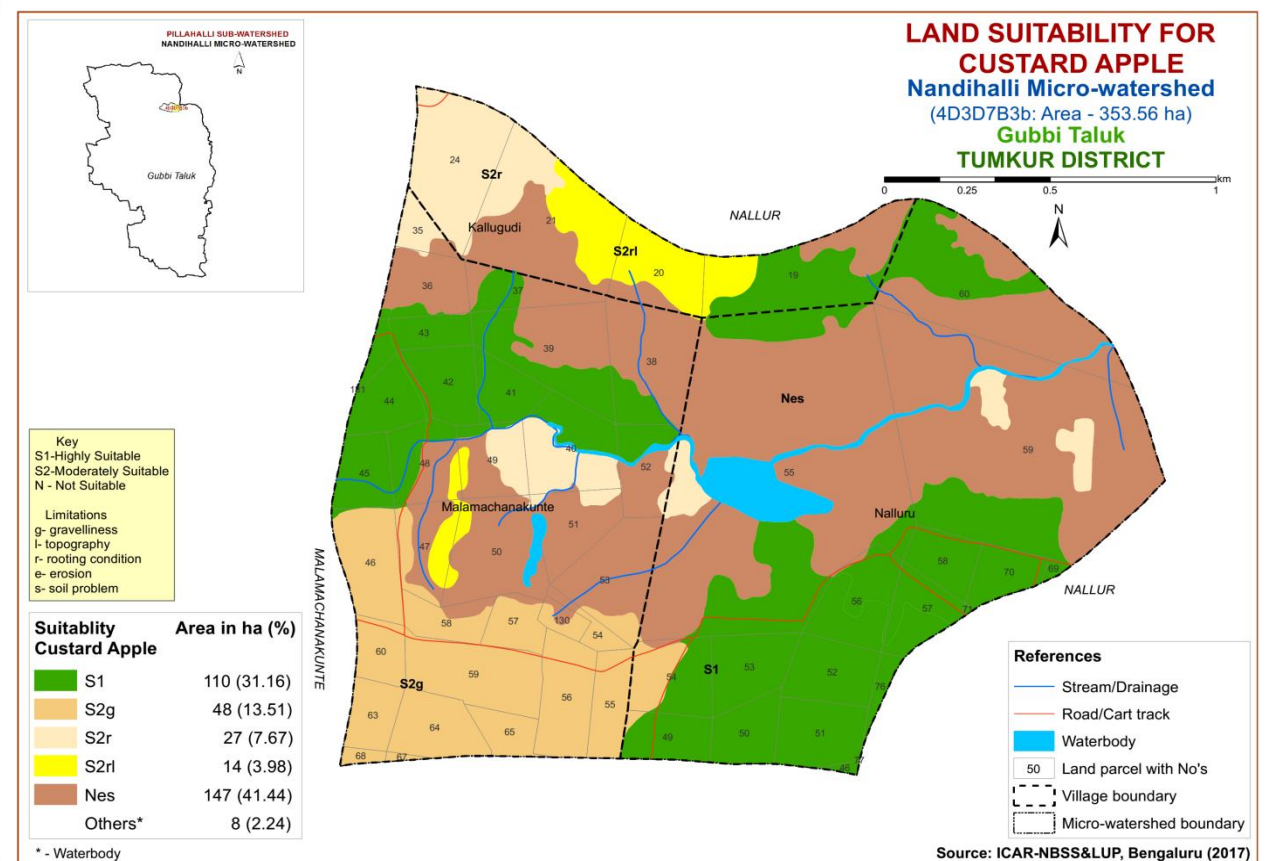 PILLAHALLI SUB-WATERSHED
NANDIHALLI MICRO-WATERSHED
N
Gubbi Taluk
LAND SUITABILITY FOR
CUSTARD APPLE
Nandihalli Micro-watershed
(4D3D7B3b: Area - 353.56 ha)
Gubbi Taluk
TUMKUR DISTRICT
km
0 0.25 0.5 1
N
NALLUR
24
S2r
35
Kallugudi
21
S2rl
20
19
60
36
37
43
39
38
42
41
44
Nes
45
48
49
40
52
55
59
Malamachanakunte
Nalluru
51
46
47
50
53
58
70
69
NALLUR
56
57
71
58
57
130
54
60
59
S2g
56
55
54
S1
53
52
76
63
64
65
49
50
51
68
67
46
MALAMACHANAKUNTE
Key
S1-Highly Suitable
S2-Moderately Suitable
N - Not Suitable
Limitations
g- gravelliness
l- topography
r- rooting condition
e- erosion
s- soil problem
Suitablity Area in ha (%)
Custard Apple
S1 110 (31.16)
S2g 48 (13.51)
S2r 27 (7.67)
S2rl 14 (3.98)
Nes 147 (41.44)
Others* 8 (2.24)
* - Waterbody
References
Stream/Drainage
Road/Cart track
Waterbody
50 Land parcel with No's
Village boundary
Micro-watershed boundary
Source: ICAR-NBSS&LUP, Bengaluru (2017)